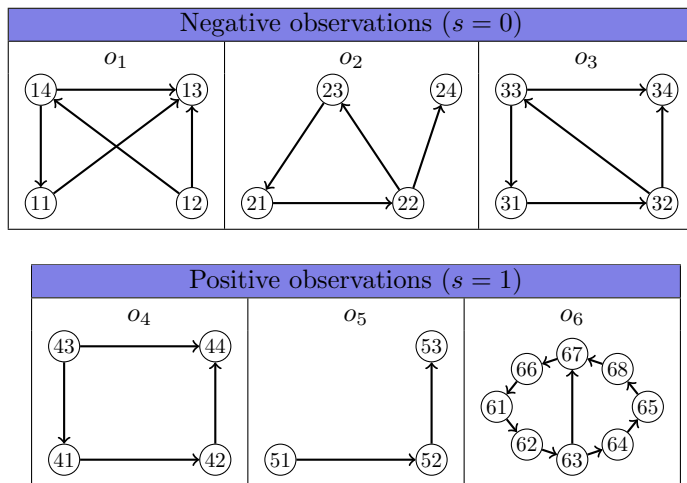 Negative observations (s = 0)
o₁ o₂ o₃
14 13 23 24 33 34
11 12 21 22 31 32
Positive observations (s = 1)
o₄ o₅ o₆
43 44 53 67
66 68
61 65
62 64
41 42 51 52 63